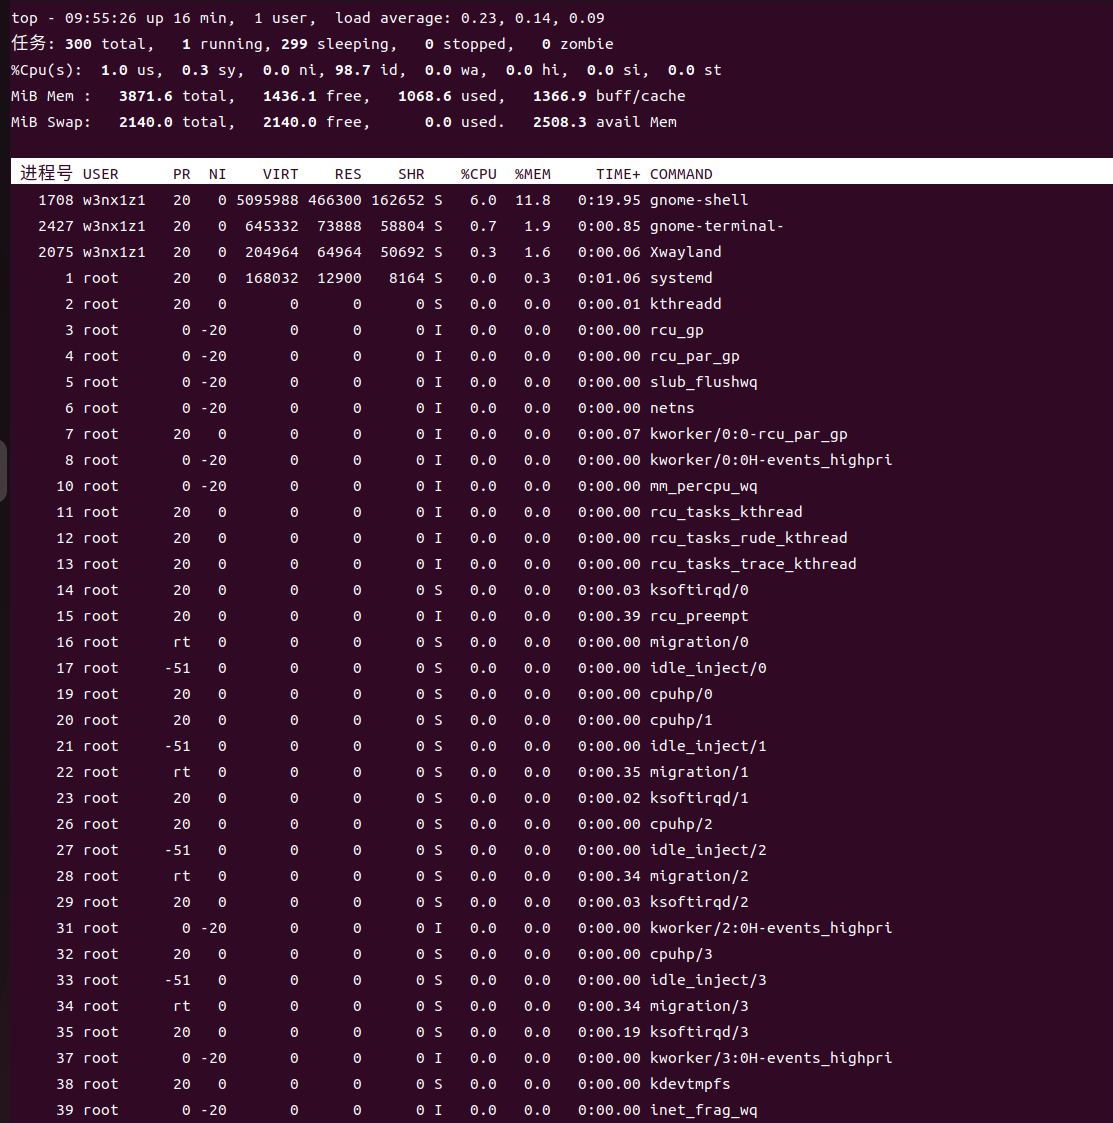 top - 09:55:26 up 16 min,  1 user,  load average: 0.23, 0.14, 0.09
任务: 300 total,   1 running, 299 sleeping,   0 stopped,   0 zombie
%Cpu(s):  1.0 us,  0.3 sy,  0.0 ni, 98.7 id,  0.0 wa,  0.0 hi,  0.0 si,  0.0 st
MiB Mem :   3871.6 total,   1436.1 free,   1068.6 used,   1366.9 buff/cache
MiB Swap:   2140.0 total,   2140.0 free,      0.0 used.   2508.3 avail Mem
进程号 USER      PR  NI    VIRT    RES    SHR    %CPU  %MEM     TIME+ COMMAND
1708 w3nx1z1   20   0 5095988 466300 162652 S   6.0  11.8   0:19.95 gnome-shell
2427 w3nx1z1   20   0  645332  73888  58804 S   0.7   1.9   0:00.85 gnome-terminal-
2075 w3nx1z1   20   0  204964  64964  50692 S   0.3   1.6   0:00.06 Xwayland
1 root      20   0  168032  12900   8164 S   0.0   0.3   0:01.06 systemd
2 root      20   0       0      0      0 S   0.0   0.0   0:00.01 kthreadd
3 root       0 -20       0      0      0 I   0.0   0.0   0:00.00 rcu_gp
4 root       0 -20       0      0      0 I   0.0   0.0   0:00.00 rcu_par_gp
5 root       0 -20       0      0      0 I   0.0   0.0   0:00.00 slub_flushwq
6 root       0 -20       0      0      0 I   0.0   0.0   0:00.00 netns
7 root      20   0       0      0      0 I   0.0   0.0   0:00.07 kworker/0:0-rcu_par_gp
8 root       0 -20       0      0      0 I   0.0   0.0   0:00.00 kworker/0:0H-events_highpri
10 root       0 -20       0      0      0 I   0.0   0.0   0:00.00 mm_percpu_wq
11 root      20   0       0      0      0 I   0.0   0.0   0:00.00 rcu_tasks_kthread
12 root      20   0       0      0      0 I   0.0   0.0   0:00.00 rcu_tasks_rude_kthread
13 root      20   0       0      0      0 I   0.0   0.0   0:00.00 rcu_tasks_trace_kthread
14 root      20   0       0      0      0 S   0.0   0.0   0:00.03 ksoftirqd/0
15 root      20   0       0      0      0 I   0.0   0.0   0:00.39 rcu_preempt
16 root      rt   0       0      0      0 S   0.0   0.0   0:00.00 migration/0
17 root     -51   0       0      0      0 S   0.0   0.0   0:00.00 idle_inject/0
19 root      20   0       0      0      0 S   0.0   0.0   0:00.00 cpuhp/0
20 root      20   0       0      0      0 S   0.0   0.0   0:00.00 cpuhp/1
21 root     -51   0       0      0      0 S   0.0   0.0   0:00.00 idle_inject/1
22 root      rt   0       0      0      0 S   0.0   0.0   0:00.35 migration/1
23 root      20   0       0      0      0 S   0.0   0.0   0:00.02 ksoftirqd/1
26 root      20   0       0      0      0 S   0.0   0.0   0:00.00 cpuhp/2
27 root     -51   0       0      0      0 S   0.0   0.0   0:00.00 idle_inject/2
28 root      rt   0       0      0      0 S   0.0   0.0   0:00.34 migration/2
29 root      20   0       0      0      0 S   0.0   0.0   0:00.03 ksoftirqd/2
31 root       0 -20       0      0      0 I   0.0   0.0   0:00.00 kworker/2:0H-events_highpri
32 root      20   0       0      0      0 S   0.0   0.0   0:00.00 cpuhp/3
33 root     -51   0       0      0      0 S   0.0   0.0   0:00.00 idle_inject/3
34 root      rt   0       0      0      0 S   0.0   0.0   0:00.34 migration/3
35 root      20   0       0      0      0 S   0.0   0.0   0:00.19 ksoftirqd/3
37 root       0 -20       0      0      0 I   0.0   0.0   0:00.00 kworker/3:0H-events_highpri
38 root      20   0       0      0      0 S   0.0   0.0   0:00.00 kdevtmpfs
39 root       0 -20       0      0      0 I   0.0   0.0   0:00.00 inet_frag_wq